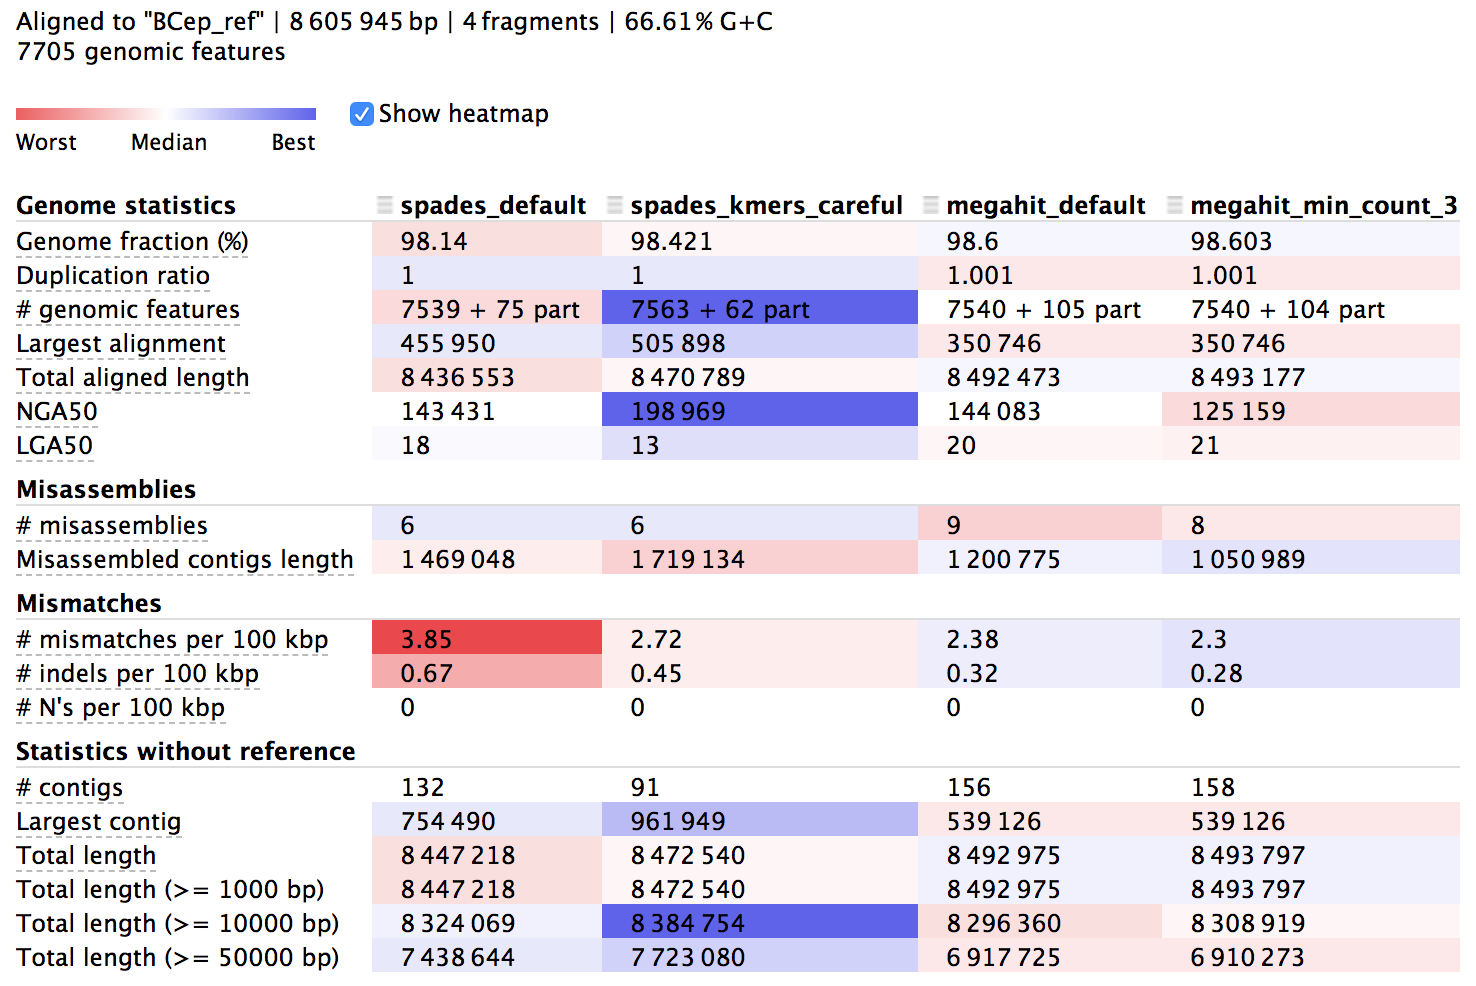 Aligned to "BCep_ref" | 8 605 945 bp | 4 fragments | 66.61% G+C
7705 genomic features
Show heatmap
Worst Median Best
Genome statistics spades_default spades_kmers_careful megahit_default megahit_min_count_3
Genome fraction (%) 98.14 98.421 98.6 98.603
Duplication ratio 1 1 1.001 1.001
# genomic features 7539 + 75 part 7563 + 62 part 7540 + 105 part 7540 + 104 part
Largest alignment 455 950 505 898 350 746 350 746
Total aligned length 8 436 553 8 470 789 8 492 473 8 493 177
NGA50 143 431 198 969 144 083 125 159
LGA50 18 13 20 21
Misassemblies
# misassemblies 6 6 9 8
Misassembled contigs length 1 469 048 1 719 134 1 200 775 1 050 989
Mismatches
# mismatches per 100 kbp 3.85 2.72 2.38 2.3
# indels per 100 kbp 0.67 0.45 0.32 0.28
# N's per 100 kbp 0 0 0 0
Statistics without reference
# contigs 132 91 156 158
Largest contig 754 490 961 949 539 126 539 126
Total length 8 447 218 8 472 540 8 492 975 8 493 797
Total length (>= 1000 bp) 8 447 218 8 472 540 8 492 975 8 493 797
Total length (>= 10000 bp) 8 324 069 8 384 754 8 296 360 8 308 919
Total length (>= 50000 bp) 7 438 644 7 723 080 6 917 725 6 910 273